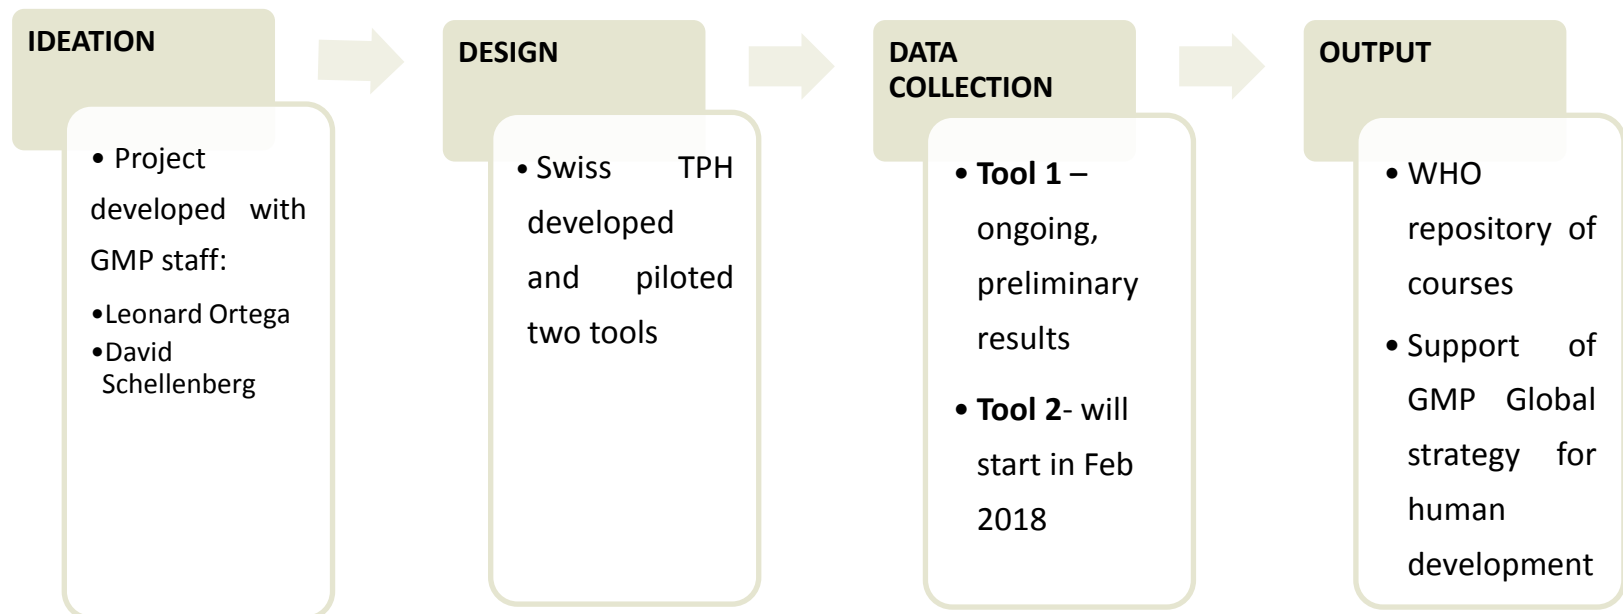 IDEATION
• Project
developed with
GMP staff:
•Leonard Ortega
•David
Schellenberg
DESIGN
• Swiss TPH
developed
and piloted
two tools
DATA
COLLECTION
• Tool 1 –
ongoing,
preliminary
results
• Tool 2- will
start in Feb
2018
OUTPUT
• WHO
repository of
courses
• Support of
GMP Global
strategy for
human
development